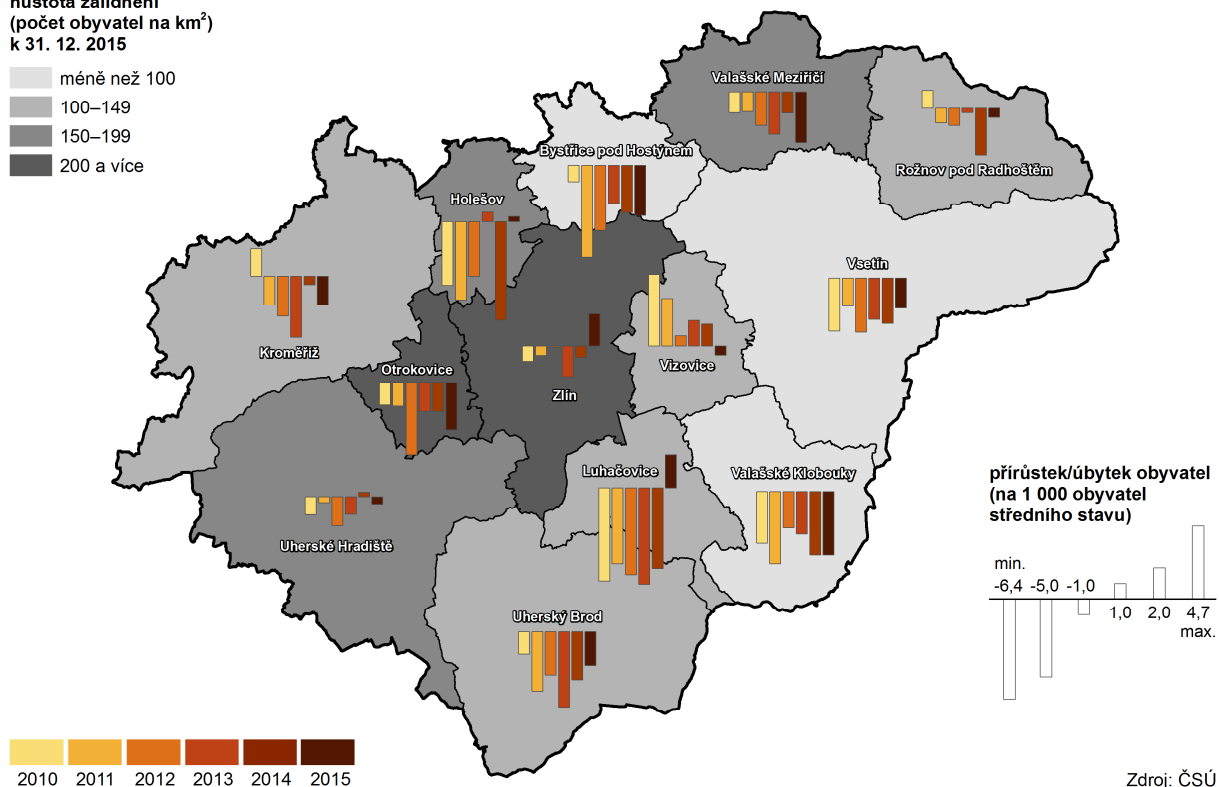 hustota zalidnění
(počet obyvatel na km²)
k 31. 12. 2015
méně než 100
100–149
150–199
200 a více
Valašské Meziříčí
Bystřice pod Hostýnem
Rožnov pod Radhoštěm
Holešov
Vsetín
Kroměříž
Otrokovice
Vizovice
Zlín
Luhačovice
Valašské Klobouky
Uherské Hradiště
Uherský Brod
přírůstek/úbytek obyvatel
(na 1 000 obyvatel
středního stavu)
min.
-6,4 -5,0 -1,0
1,0 2,0 4,7
max.
2010 2011 2012 2013 2014 2015
Zdroj: ČSÚ